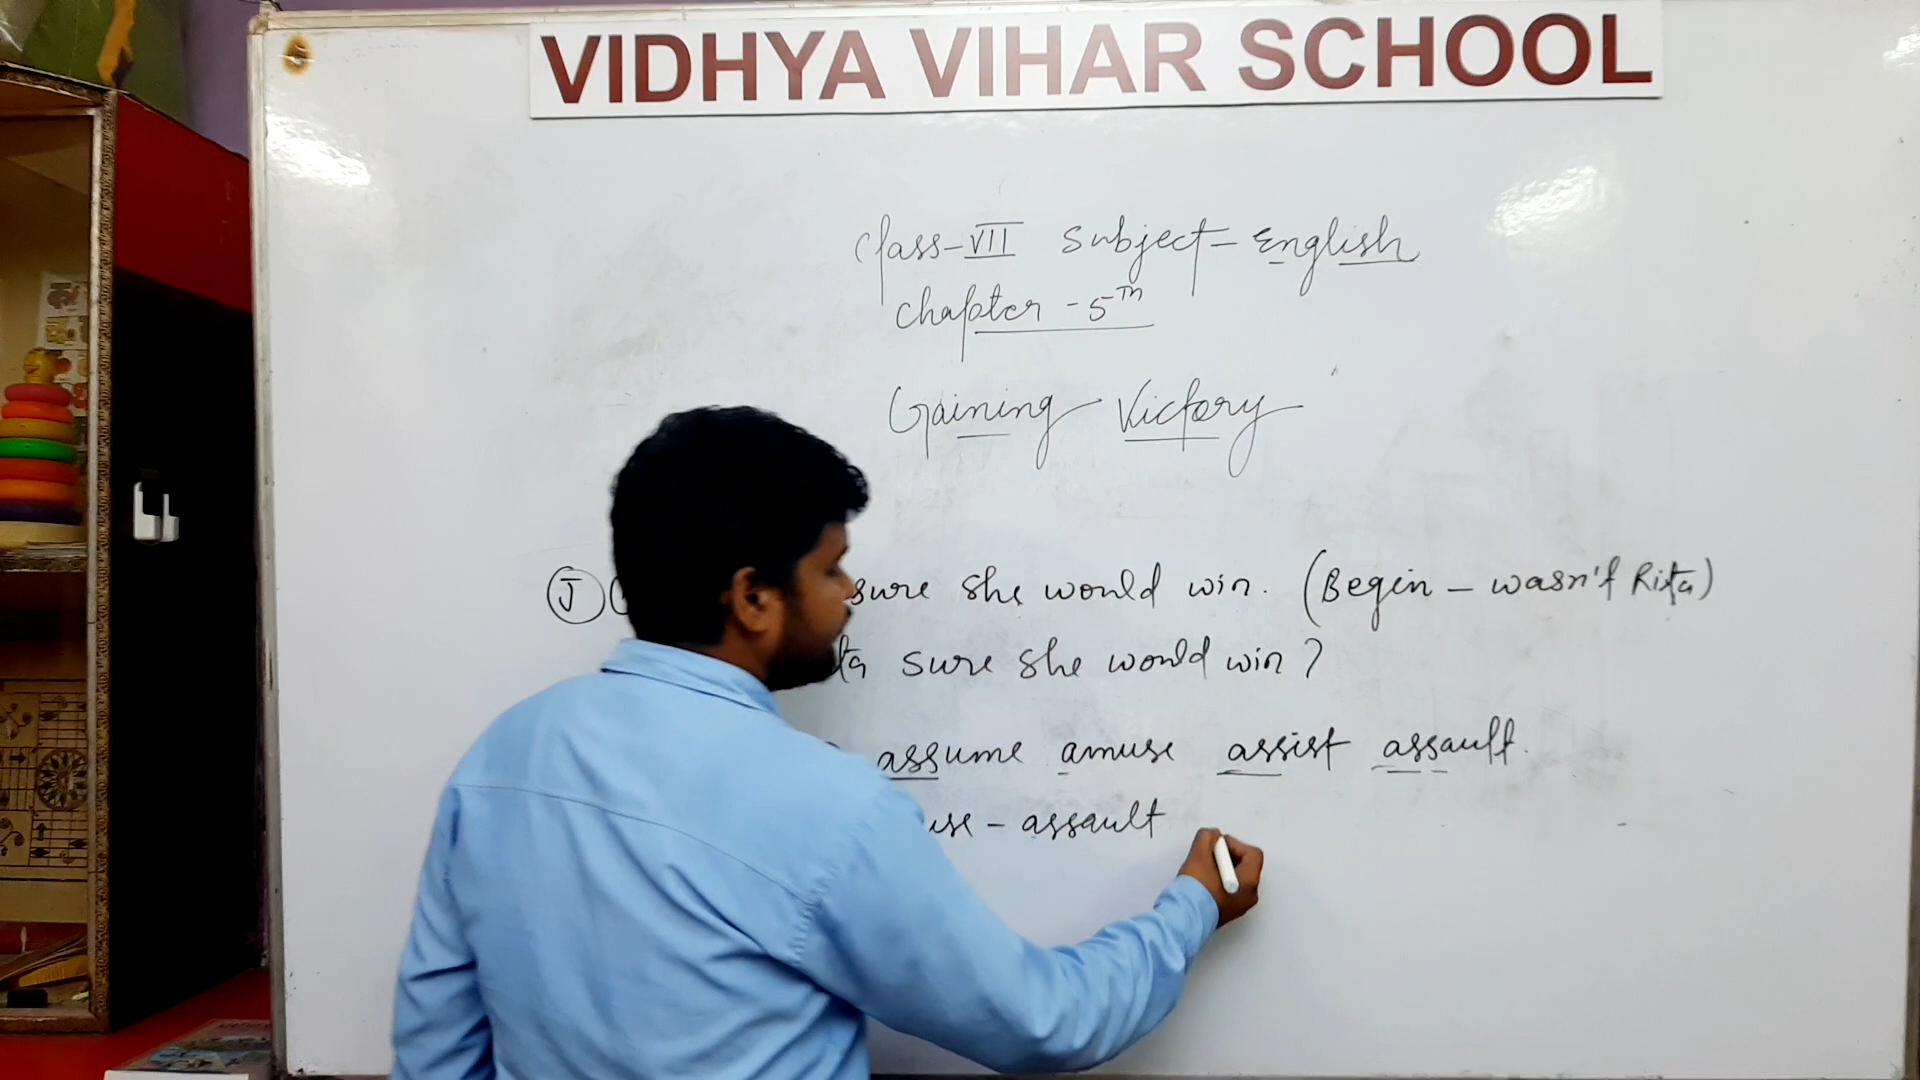 VIDHYA VIHAR SCHOOL
Class-VII Subject-English
Chapter-5Th
Gaining Victory
J sure she would win. (Begin - wasn't Rita)
sure she would win?
assume amuse assist assault.
- assault